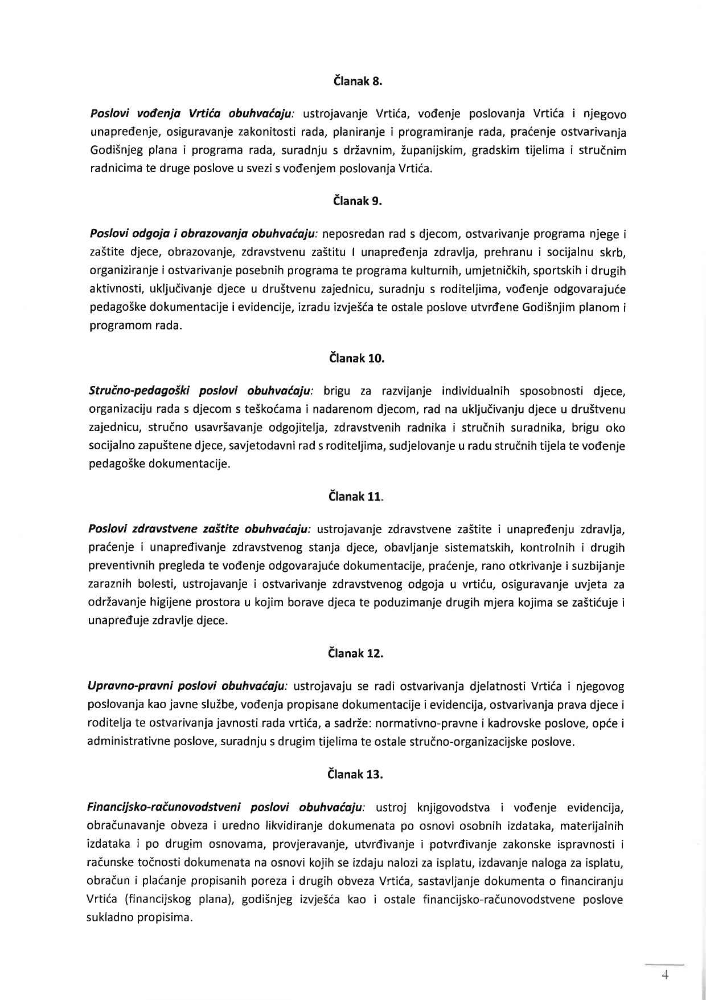 Članak 8.
Poslovi vođenja Vrtića obuhvaćaju: ustrojavanje Vrtića, vođenje poslovanja Vrtića i njegovo
unapređenje, osiguravanje zakonitosti rada, planiranje i programiranje rada, praćenje ostvarivanja
Godišnjeg plana i programa rada, suradnju s državnim, županijskim, gradskim tijelima i stručnim
radnicima te druge poslove u svezi s vođenjem poslovanja Vrtića.
Članak 9.
Poslovi odgoja i obrazovanja obuhvaćaju: neposredan rad s djecom, ostvarivanje programa njege i
zaštite djece, obrazovanje, zdravstvenu zaštitu I unapređenja zdravlja, prehranu i socijalnu skrb,
organiziranje i ostvarivanje posebnih programa te programa kulturnih, umjetničkih, sportskih i drugih
aktivnosti, uključivanje djece u društvenu zajednicu, suradnju s roditeljima, vođenje odgovarajuće
pedagoške dokumentacije i evidencije, izradu izvješća te ostale poslove utvrđene Godišnjim planom i
programom rada.
Članak 10.
Stručno-pedagoški poslovi obuhvaćaju: brigu za razvijanje individualnih sposobnosti djece,
organizaciju rada s djecom s teškoćama i nadarenom djecom, rad na uključivanju djece u društvenu
zajednicu, stručno usavršavanje odgojitelja, zdravstvenih radnika i stručnih suradnika, brigu oko
socijalno zapuštene djece, savjetodavni rad s roditeljima, sudjelovanje u radu stručnih tijela te vođenje
pedagoške dokumentacije.
Članak 11.
Poslovi zdravstvene zaštite obuhvaćaju: ustrojavanje zdravstvene zaštite i unapređenju zdravlja,
praćenje i unapređivanje zdravstvenog stanja djece, obavljanje sistematskih, kontrolnih i drugih
preventivnih pregleda te vođenje odgovarajuće dokumentacije, praćenje, rano otkrivanje i suzbijanje
zaraznih bolesti, ustrojavanje i ostvarivanje zdravstvenog odgoja u vrtiću, osiguravanje uvjeta za
održavanje higijene prostora u kojim borave djeca te poduzimanje drugih mjera kojima se zaštićuje i
unapređuje zdravlje djece.
Članak 12.
Upravno-pravni poslovi obuhvaćaju: ustrojavaju se radi ostvarivanja djelatnosti Vrtića i njegovog
poslovanja kao javne službe, vođenja propisane dokumentacije i evidencija, ostvarivanja prava djece i
roditelja te ostvarivanja javnosti rada vrtića, a sadrže: normativno-pravne i kadrovske poslove, opće i
administrativne poslove, suradnju s drugim tijelima te ostale stručno-organizacijske poslove.
Članak 13.
Financijsko-računovodstveni poslovi obuhvaćaju: ustroj knjigovodstva i vođenje evidencija,
obračunavanje obveza i uredno likvidiranje dokumenata po osnovi osobnih izdataka, materijalnih
izdataka i po drugim osnovama, provjeravanje, utvrđivanje i potvrđivanje zakonske ispravnosti i
računske točnosti dokumenata na osnovi kojih se izdaju nalozi za isplatu, izdavanje naloga za isplatu,
obračun i plaćanje propisanih poreza i drugih obveza Vrtića, sastavljanje dokumenta o financiranju
Vrtića (financijskog plana), godišnjeg izvješća kao i ostale financijsko-računovodstvene poslove
sukladno propisima.
4